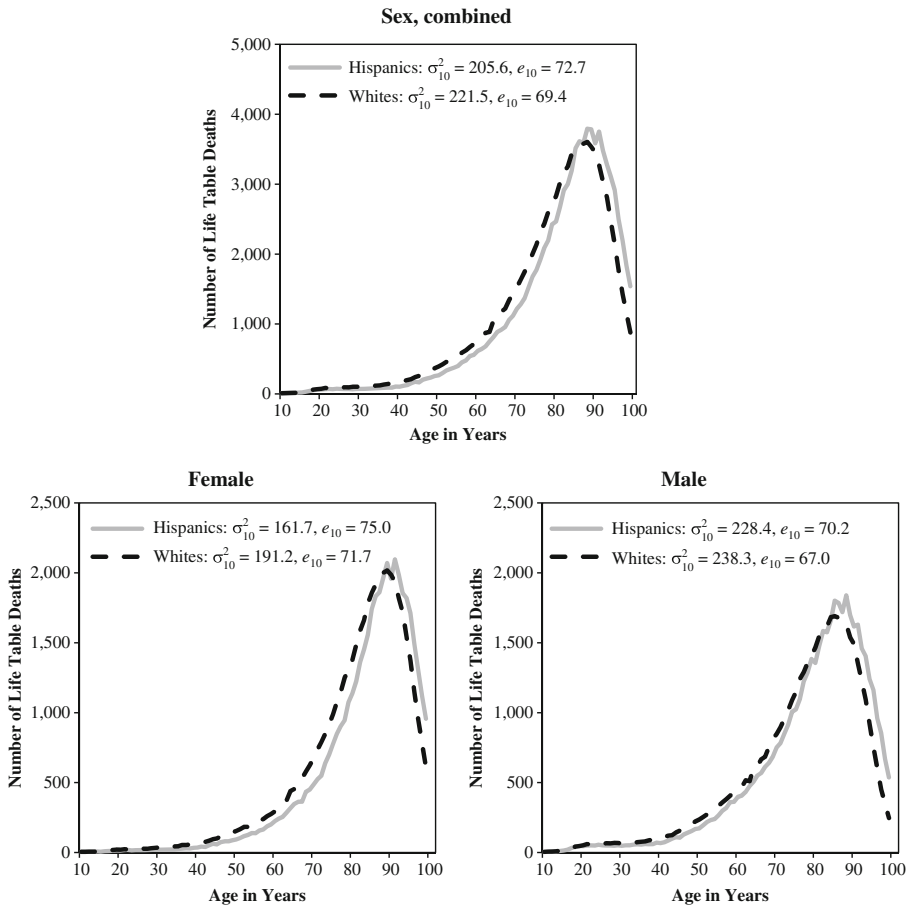 Sex, combined
5,000
4,000
3,000
2,000
1,000
0
Number of Life Table Deaths
Hispanics: σ²₁₀ = 205.6, e₁₀ = 72.7
Whites: σ²₁₀ = 221.5, e₁₀ = 69.4
10 20 30 40 50 60 70 80 90 100
Age in Years
Female
2,500
2,000
1,500
1,000
500
0
Number of Life Table Deaths
Hispanics: σ²₁₀ = 161.7, e₁₀ = 75.0
Whites: σ²₁₀ = 191.2, e₁₀ = 71.7
10 20 30 40 50 60 70 80 90 100
Age in Years
Male
2,500
2,000
1,500
1,000
500
0
Number of Life Table Deaths
Hispanics: σ²₁₀ = 228.4, e₁₀ = 70.2
Whites: σ²₁₀ = 238.3, e₁₀ = 67.0
10 20 30 40 50 60 70 80 90 100
Age in Years